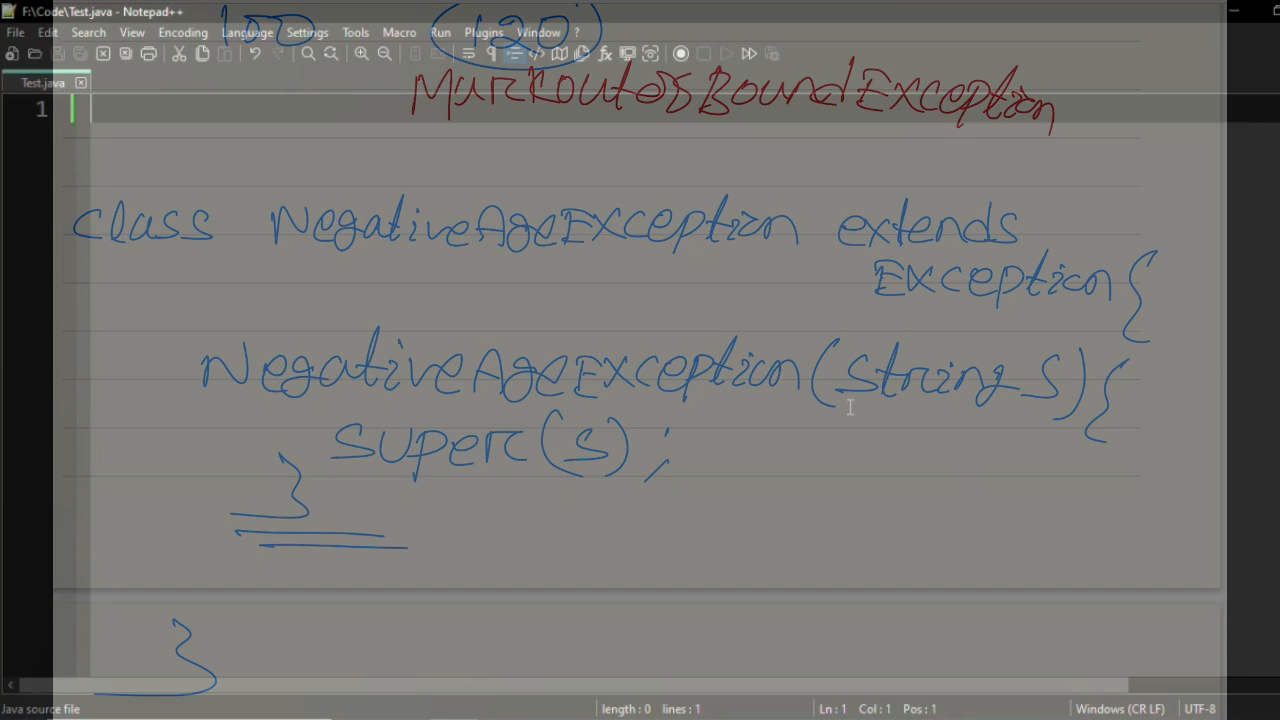 F:\Code\Test.java - Notepad++
100 (120)
File Edit Search View Encoding Language Settings Tools Macro Run Plugins Window ?
Test.java
MarkoutofBoundException
1
class NegativeAgeException extends
Exception{
NegativeAgeException(String s){
super(s);
}
}
Java source file length : 0 lines : 1 Ln : 1 Col : 1 Pos : 1 Windows (CR LF) UTF-8